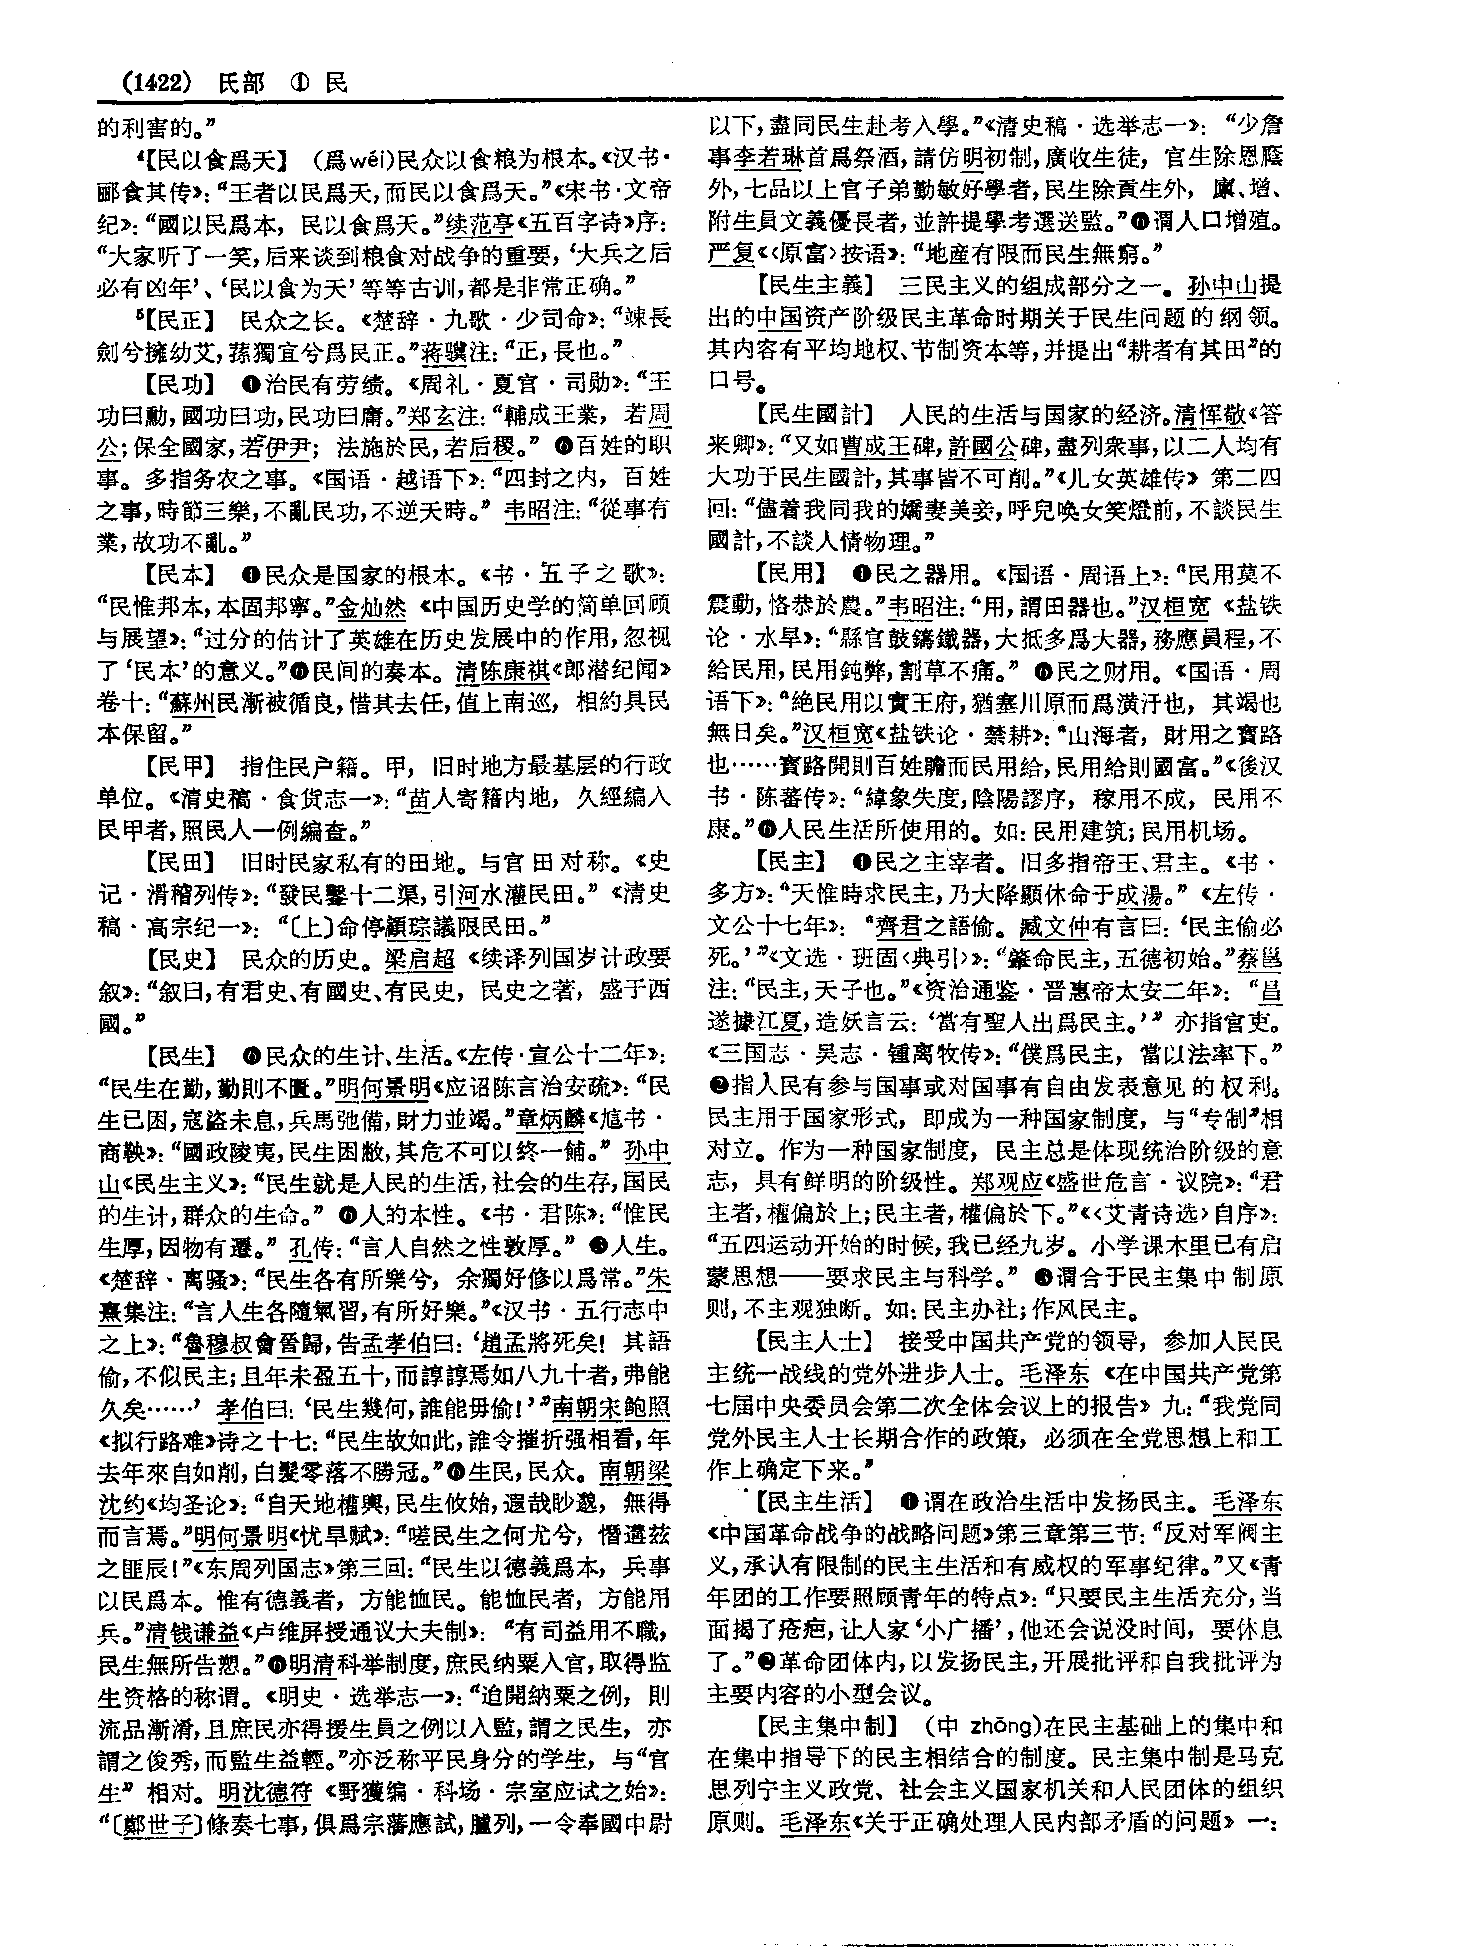 (1422) 氏部 ① 民
的利害的。”
⁴【民以食爲天】 (爲wéi)民众以食粮为根本。《汉书·
郦食其传》：“王者以民爲天，而民以食爲天。”《宋书·文帝
纪》：“國以民爲本，民以食爲天。”续范亭《五百字诗》序：
“大家听了一笑，后来谈到粮食对战争的重要，‘大兵之后
必有凶年’、‘民以食为天’等等古训，都是非常正确。”
⁵【民正】 民众之长。《楚辞·九歌·少司命》：“竦長
劍兮擁幼艾，蓀獨宜兮爲民正。”蒋骥注：“正，長也。”
【民功】 ❶治民有劳绩。《周礼·夏官·司勋》：“王
功曰勳，國功曰功，民功曰庸。”郑玄注：“輔成王業，若周
公；保全國家，若伊尹；法施於民，若后稷。” ❷百姓的职
事。多指务农之事。《国语·越语下》：“四封之内，百姓
之事，時節三樂，不亂民功，不逆天時。” 韦昭注：“從事有
業，故功不亂。”
【民本】 ❶民众是国家的根本。《书·五子之歌》：
“民惟邦本，本固邦寧。”金灿然《中国历史学的简单回顾
与展望》：“过分的估计了英雄在历史发展中的作用，忽视
了‘民本’的意义。”❷民间的奏本。清陈康祺《郎潜纪闻》
卷十：“蘇州民漸被循良，惜其去任，值上南巡，相約具民
本保留。”
【民甲】 指住民户籍。甲，旧时地方最基层的行政
单位。《清史稿·食货志一》：“苗人寄籍内地，久經編入
民甲者，照民人一例編查。”
【民田】 旧时民家私有的田地。与官田对称。《史
记·滑稽列传》：“發民鑿十二渠，引河水灌民田。”《清史
稿·高宗纪一》：“〔上〕命停顧琮議限民田。”
【民史】 民众的历史。梁启超《续译列国岁计政要
叙》：“叙曰，有君史、有國史、有民史，民史之著，盛于西
國。”
【民生】 ❶民众的生计、生活。《左传·宣公十二年》：
“民生在勤，勤則不匱。”明何景明《应诏陈言治安疏》：“民
生已困，寇盜未息，兵馬弛備，財力並竭。”章炳麟《訄书·
商鞅》：“國政陵夷，民生困敝，其危不可以終一餔。” 孙中
山《民生主义》：“民生就是人民的生活，社会的生存，国民
的生计，群众的生命。” ❷人的本性。《书·君陈》：“惟民
生厚，因物有遷。” 孔传：“言人自然之性敦厚。” ❸人生。
《楚辞·离骚》：“民生各有所樂兮，余獨好修以爲常。”朱
熹集注：“言人生各隨氣習，有所好樂。”《汉书·五行志中
之上》：“魯穆叔會晉歸，告孟孝伯曰：‘趙孟將死矣！其語
偷，不似民主；且年未盈五十，而諄諄焉如八九十者，弗能
久矣……’ 孝伯曰：‘民生幾何，誰能毋偷！’”南朝宋鲍照
《拟行路难》诗之十七：“民生故如此，誰令摧折强相看，年
去年來自如削，白髮零落不勝冠。”❹生民，民众。南朝梁
沈约《均圣论》：“自天地權輿，民生攸始，遐哉眇邈，無得
而言焉。”明何景明《忧旱赋》：“嗟民生之何尤兮，憯遘兹
之匪辰！”《东周列国志》第三回：“民生以德義爲本，兵事
以民爲本。惟有德義者，方能恤民。能恤民者，方能用
兵。”清钱谦益《卢维屏授通议大夫制》：“有司益用不職，
民生無所告愬。”❺明清科举制度，庶民纳粟入官，取得监
生资格的称谓。《明史·选举志一》：“迨開納粟之例，則
流品漸淆，且庶民亦得援生員之例以入監，謂之民生，亦
謂之俊秀，而監生益輕。”亦泛称平民身分的学生，与“官
生” 相对。明沈德符《野獲编·科场·宗室应试之始》：
“〔鄭世子〕條奏七事，俱爲宗藩應試，臚列，一令奉國中尉
以下，盡同民生赴考入學。”《清史稿·选举志一》：“少詹
事李若琳首爲祭酒，請仿明初制，廣收生徒，官生除恩廕
外，七品以上官子弟勤敏好學者，民生除貢生外，廩、增、
附生員文義優長者，並許提學考選送監。”❻谓人口增殖。
严复《〈原富〉按语》：“地産有限而民生無窮。”
【民生主義】 三民主义的组成部分之一。孙中山提
出的中国资产阶级民主革命时期关于民生问题的纲领。
其内容有平均地权、节制资本等，并提出“耕者有其田”的
口号。
【民生國計】 人民的生活与国家的经济。清恽敬《答
来卿》：“又如曹成王碑，許國公碑，盡列衆事，以二人均有
大功于民生國計，其事皆不可削。”《儿女英雄传》第二四
回：“儘着我同我的嬌妻美妾，呼兒唤女笑燈前，不談民生
國計，不談人情物理。”
【民用】 ❶民之器用。《国语·周语上》：“民用莫不
震動，恪恭於農。”韦昭注：“用，謂田器也。”汉桓宽《盐铁
论·水旱》：“縣官鼓鑄鐵器，大抵多爲大器，務應員程，不
給民用，民用鈍弊，割草不痛。” ❷民之财用。《国语·周
语下》：“絶民用以實王府，猶塞川原而爲潢汙也，其竭也
無日矣。”汉桓宽《盐铁论·禁耕》：“山海者，財用之寶路
也……寶路開則百姓贍而民用給，民用給則國富。”《後汉
书·陈蕃传》：“緯象失度，陰陽謬序，稼用不成，民用不
康。”❸人民生活所使用的。如：民用建筑；民用机场。
【民主】 ❶民之主宰者。旧多指帝王、君主。《书·
多方》：“天惟時求民主，乃大降顯休命于成湯。”《左传·
文公十七年》：“齊君之語偷。臧文仲有言曰：‘民主偷必
死。’”《文选·班固〈典引〉》：“肇命民主，五德初始。”蔡邕
注：“民主，天子也。”《资治通鉴·晋惠帝太安二年》：“昌
遂據江夏，造妖言云：‘當有聖人出爲民主。’” 亦指官吏。
《三国志·吴志·锺离牧传》：“僕爲民主，當以法率下。”
❷指人民有参与国事或对国事有自由发表意见的权利。
民主用于国家形式，即成为一种国家制度，与“专制”相
对立。作为一种国家制度，民主总是体现统治阶级的意
志，具有鲜明的阶级性。郑观应《盛世危言·议院》：“君
主者，權偏於上；民主者，權偏於下。”《〈艾青诗选〉自序》：
“五四运动开始的时候，我已经九岁。小学课本里已有启
蒙思想——要求民主与科学。” ❸谓合于民主集中制原
则，不主观独断。如：民主办社；作风民主。
【民主人士】 接受中国共产党的领导，参加人民民
主统一战线的党外进步人士。毛泽东《在中国共产党第
七届中央委员会第二次全体会议上的报告》九：“我党同
党外民主人士长期合作的政策，必须在全党思想上和工
作上确定下来。”
【民主生活】 ❶谓在政治生活中发扬民主。毛泽东
《中国革命战争的战略问题》第三章第三节：“反对军阀主
义，承认有限制的民主生活和有威权的军事纪律。”又《青
年团的工作要照顾青年的特点》：“只要民主生活充分，当
面揭了疮疤，让人家‘小广播’，他还会说没时间，要休息
了。”❷革命团体内，以发扬民主，开展批评和自我批评为
主要内容的小型会议。
【民主集中制】 (中 zhōng)在民主基础上的集中和
在集中指导下的民主相结合的制度。民主集中制是马克
思列宁主义政党、社会主义国家机关和人民团体的组织
原则。毛泽东《关于正确处理人民内部矛盾的问题》一：